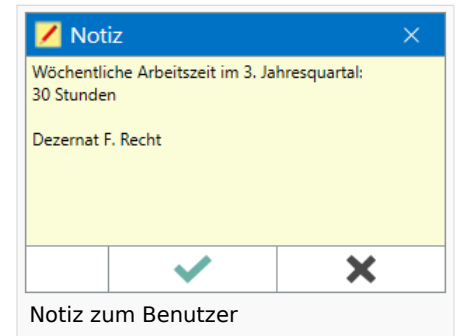 Notiz
Wöchentliche Arbeitszeit im 3. Jahresquartal:
30 Stunden
Dezernat F. Recht
Notiz zum Benutzer